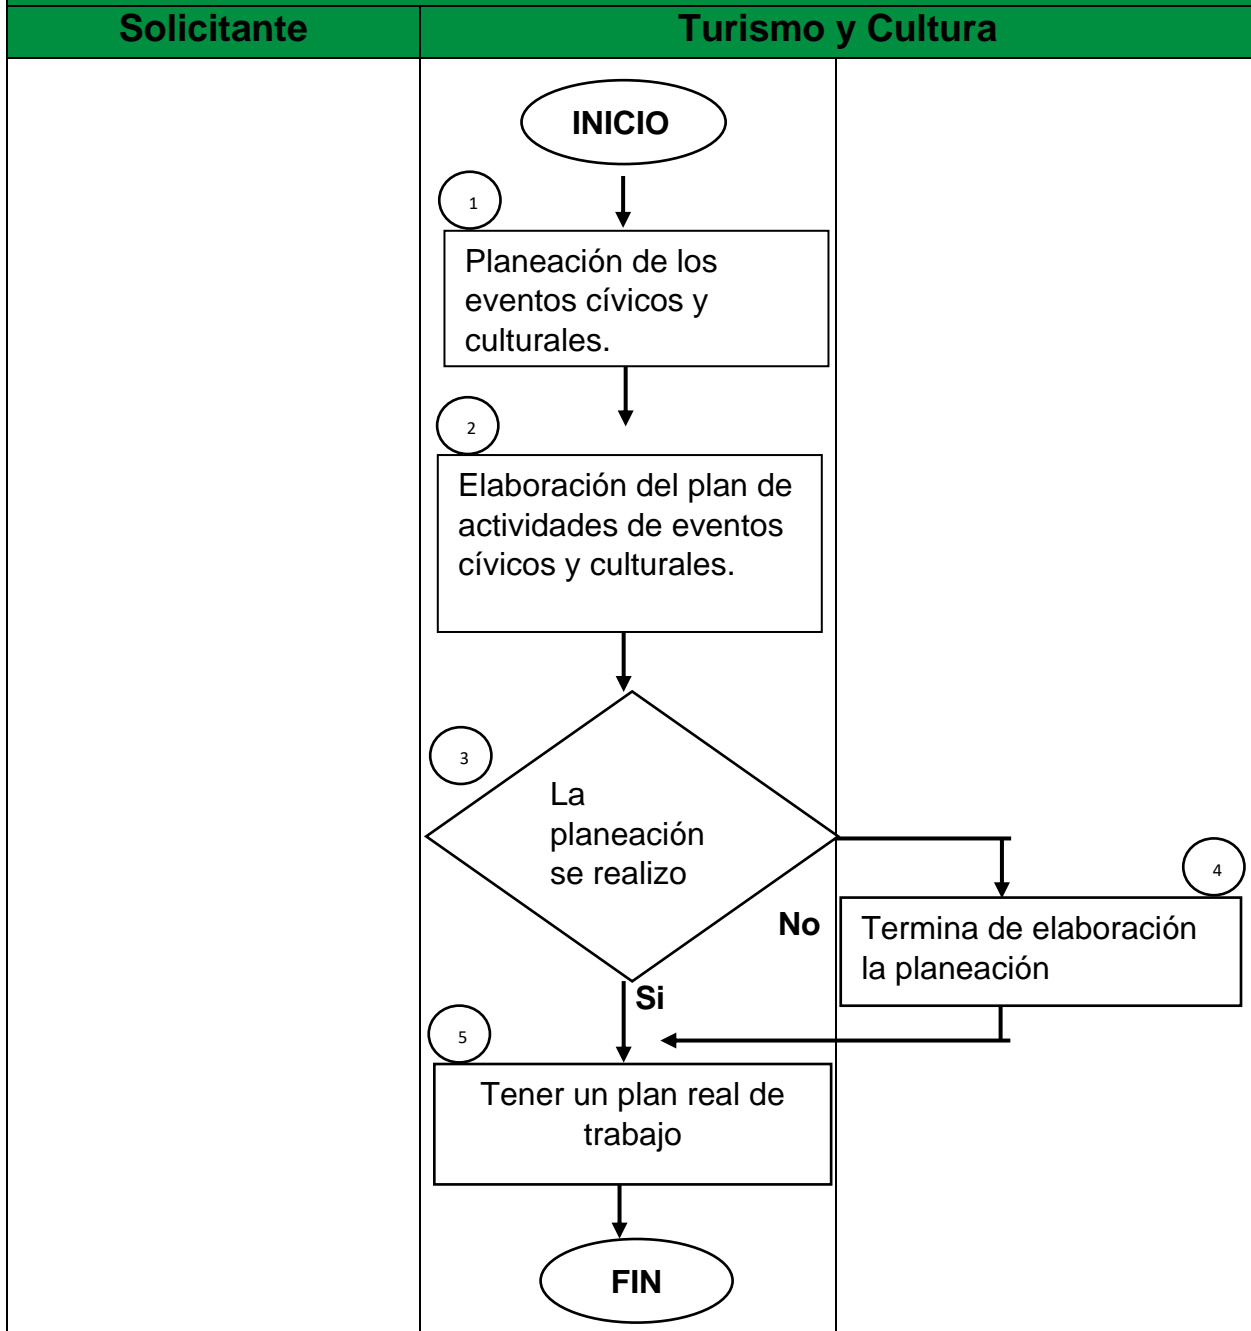 Solicitante
Turismo y Cultura
INICIO
1
Planeación de los
eventos cívicos y
culturales.
2
Elaboración del plan de
actividades de eventos
cívicos y culturales.
3
La
planeación
se realizo
4
No
Termina de elaboración
la planeación
Si
5
Tener un plan real de
trabajo
FIN